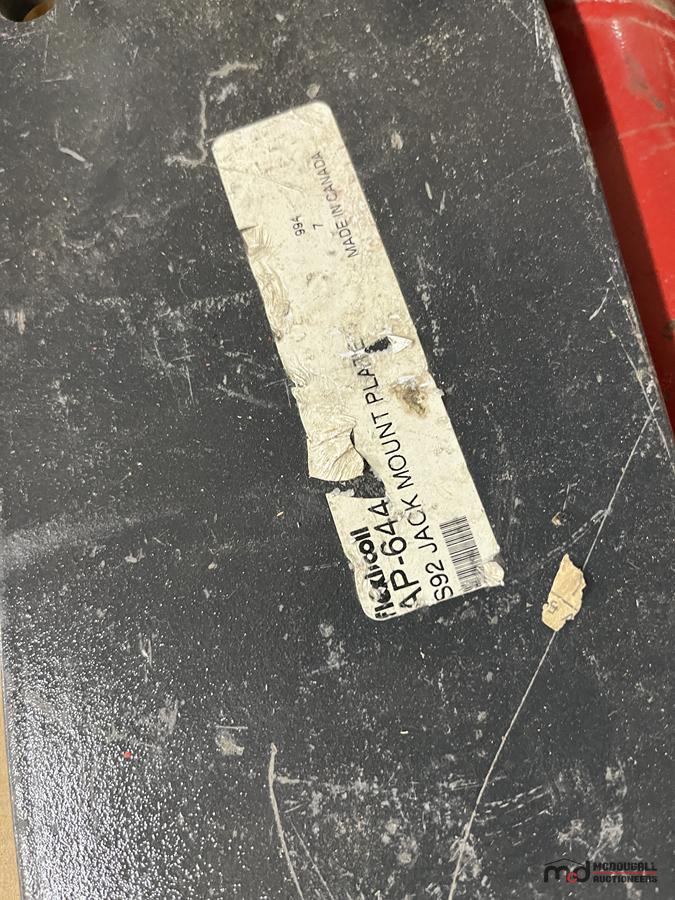 flexi-coil
AP-644
S92 JACK MOUNT PLATE
994
7
MADE IN CANADA
MCDOUGALL
AUCTIONEERS